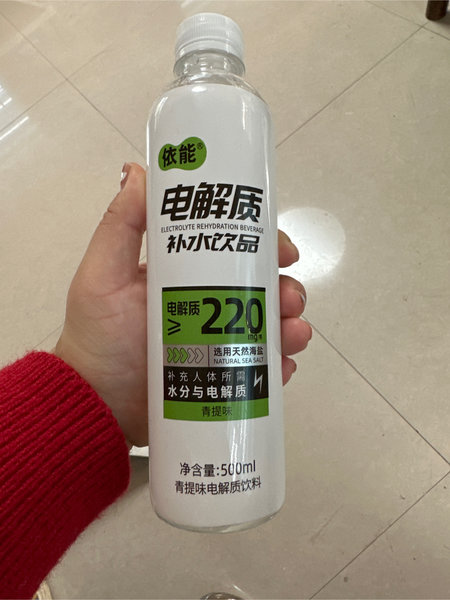 依能®
电解质
ELECTROLYTE REHYDRATION BEVERAGE
补水饮品
电解质
≥220
mg/瓶
选用天然海盐
NATURAL SEA SALT
补充人体所需
水分与电解质
青提味
净含量:500ml
青提味电解质饮料